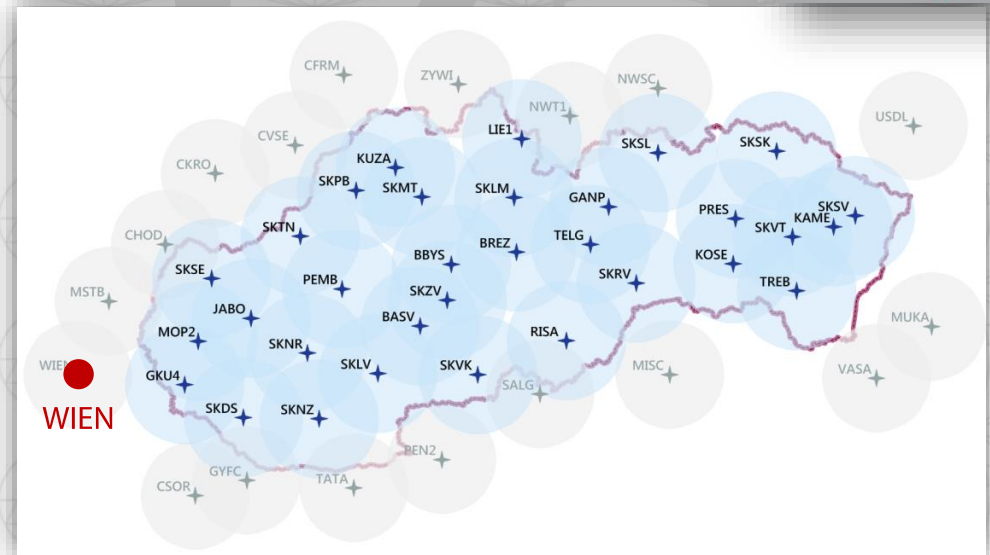 CFRM
ZYWI
NWSC
NWT1
USDL
CVSE
LIE1
SKSL
SKSK
KUZA
CKRO
SKPB
SKMT
SKLM
GANP
PRES
SKSV
KAME
SKVT
SKTN
CHOD
TELG
BREZ
BBYS
KOSE
SKSE
SKRV
PEMB
TREB
MSTB
SKZV
JABO
BASV
MUKA
MOP2
RISA
SKNR
WIEN
SKLV
SKVK
MISC
VASA
GKU4
SALG
WIEN
SKDS
SKNZ
PEN2
GYFC
TATA
CSOR